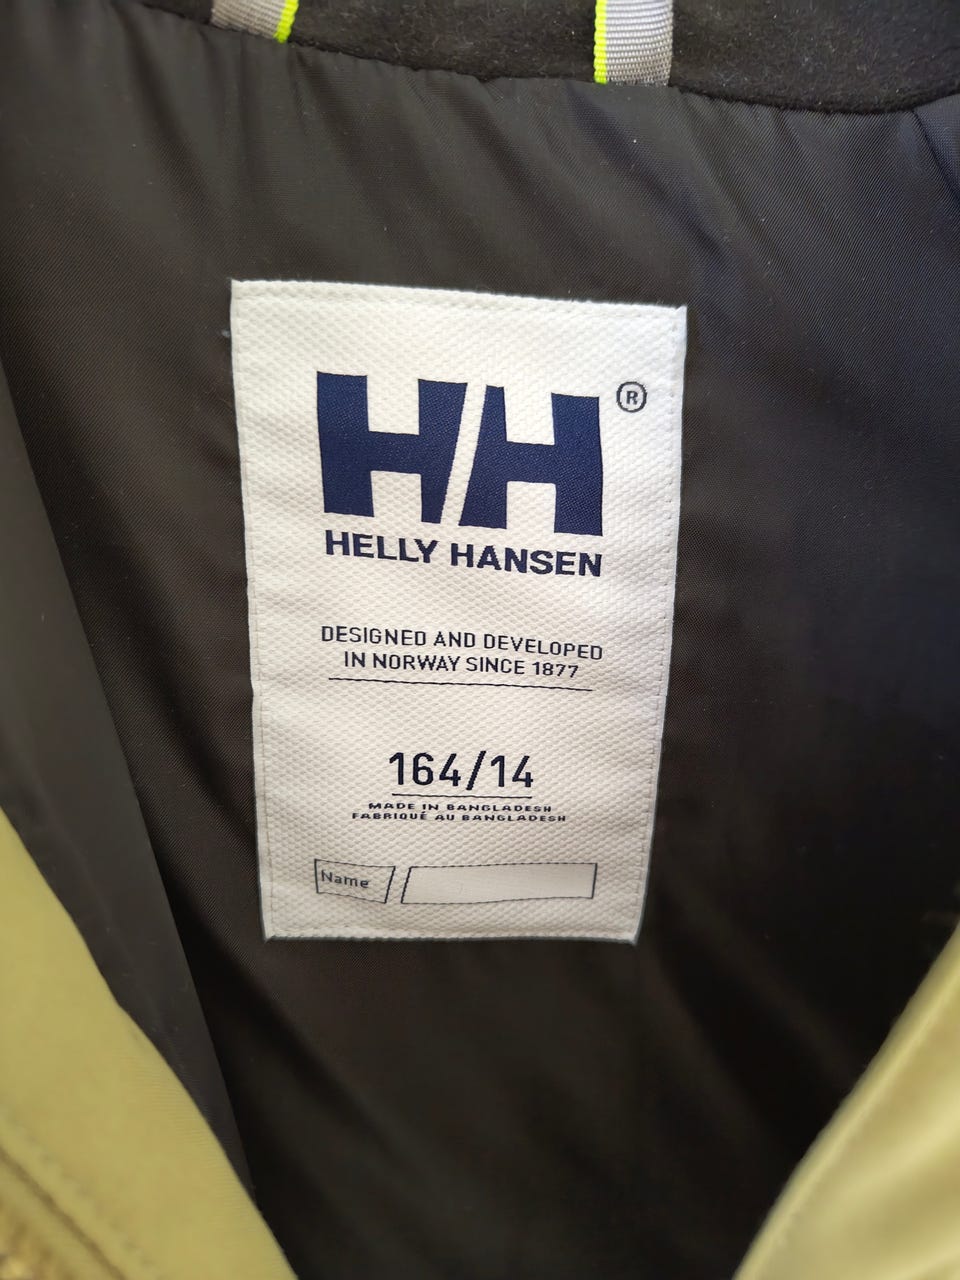 HH®
HELLY HANSEN
DESIGNED AND DEVELOPED
IN NORWAY SINCE 1877
164/14
MADE IN BANGLADESH
FABRIQUÉ AU BANGLADESH
Name